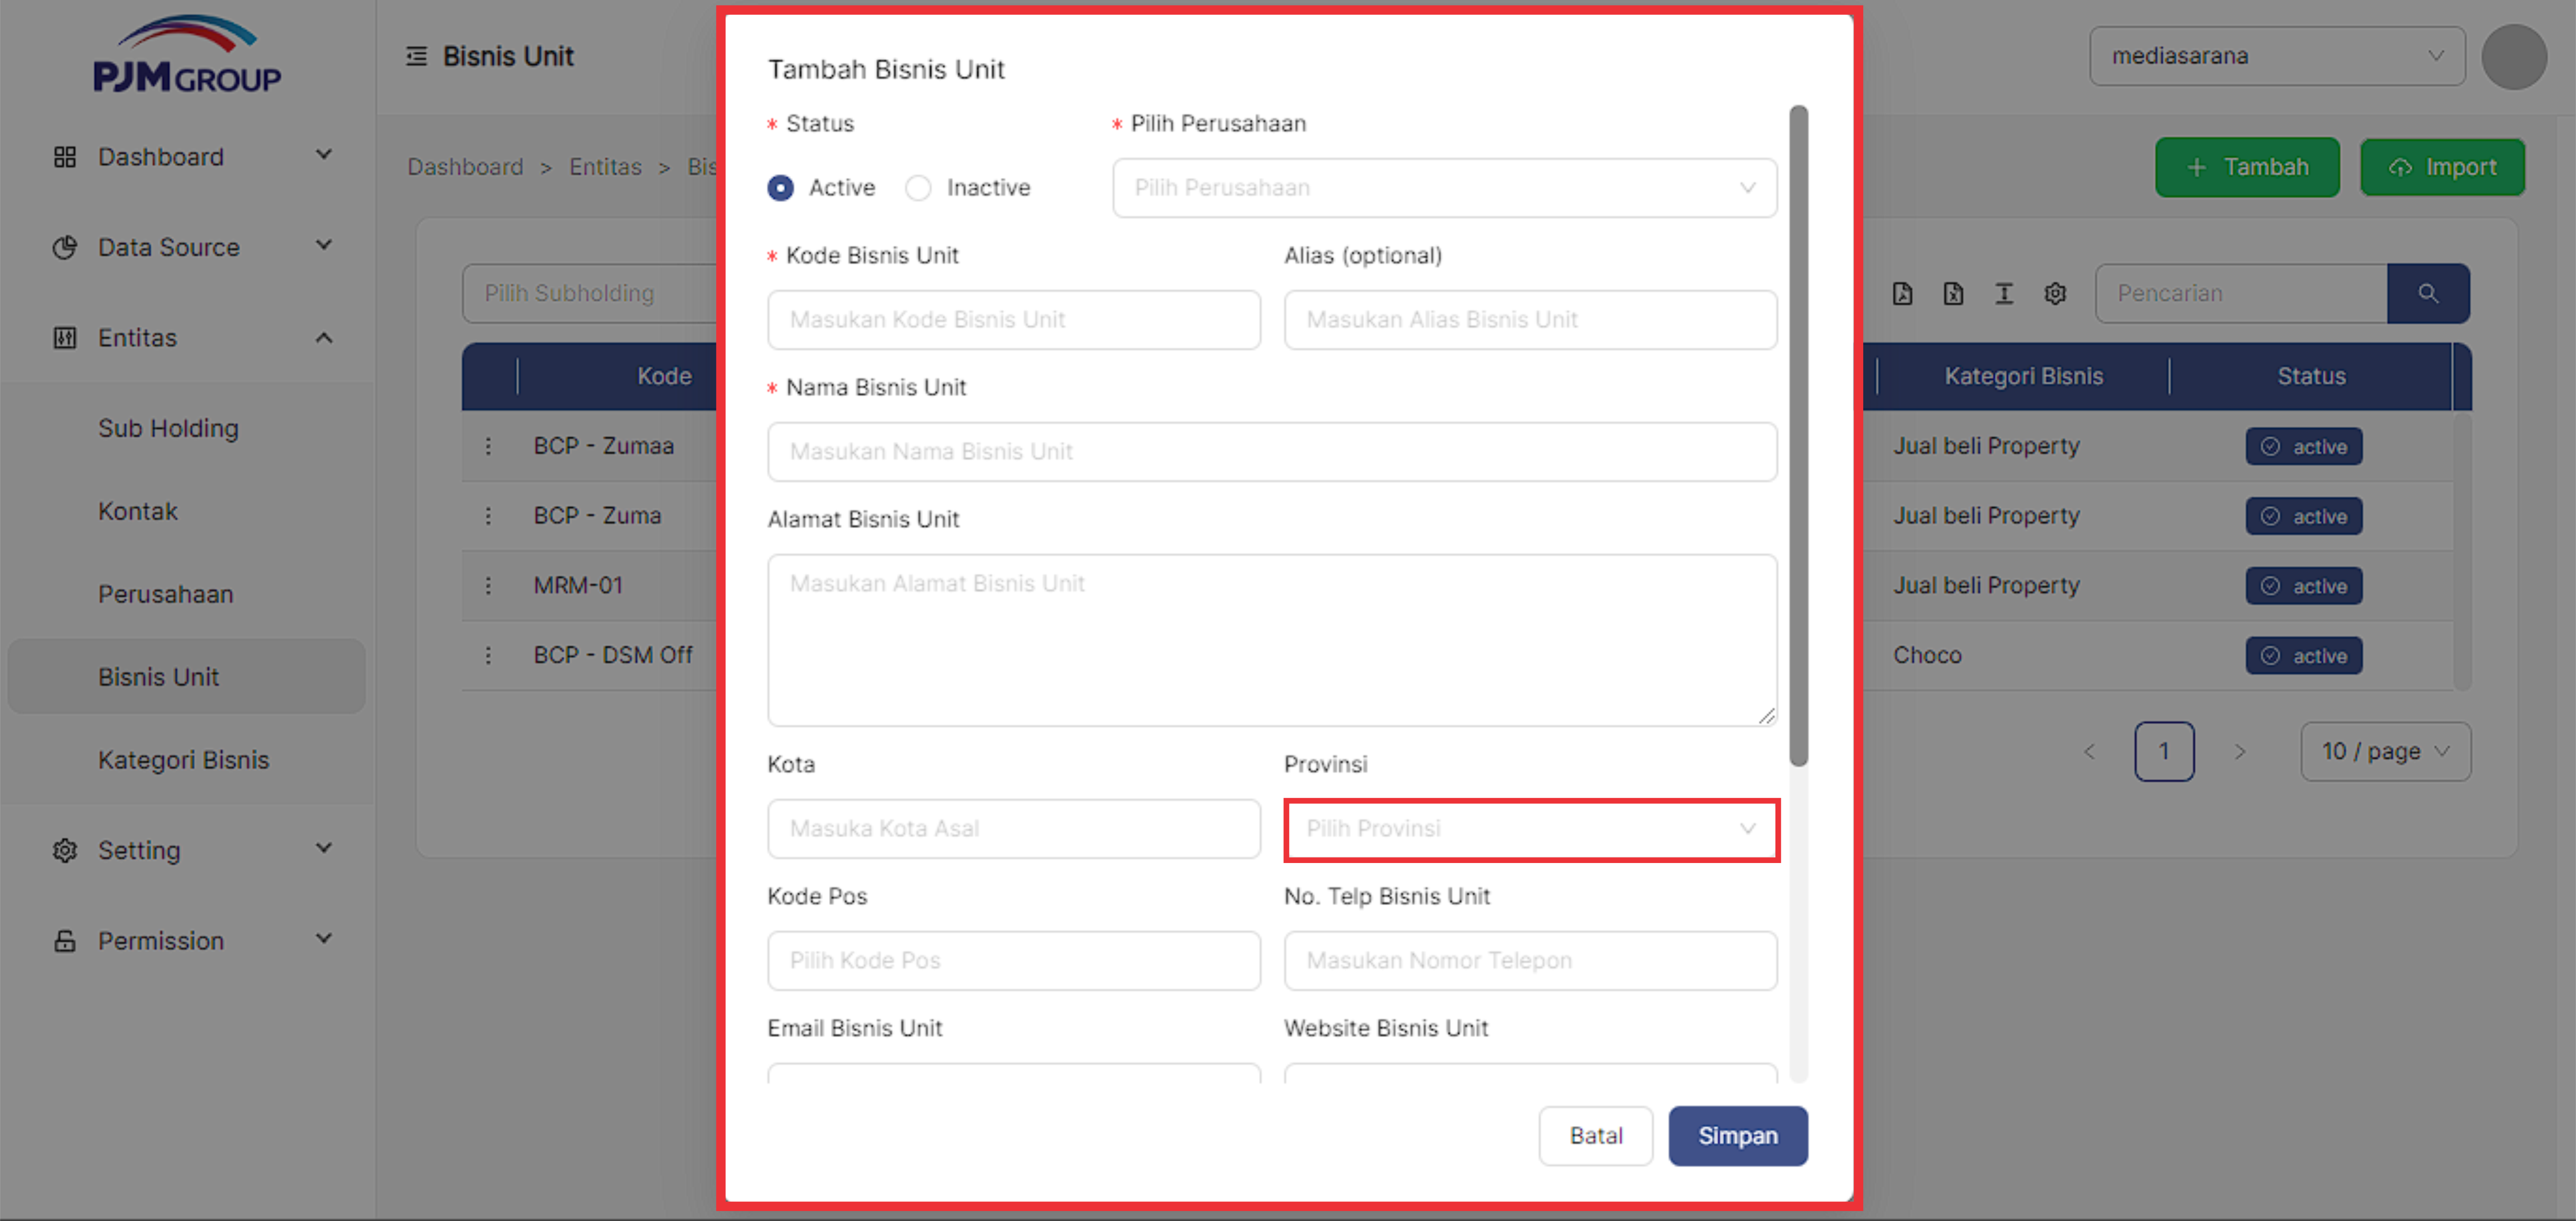 PJM GROUP
Dashboard
Data Source
Entitas
Sub Holding
Kontak
Perusahaan
Bisnis Unit
Kategori Bisnis
Setting
Permission
Bisnis Unit
mediasarana
Dashboard > Entitas > Bis
+ Tambah
Import
Pilih Subholding
Pencarian
Kode
Kategori Bisnis
Status
BCP - Zumaa
Jual beli Property
active
BCP - Zuma
Jual beli Property
active
MRM-01
Jual beli Property
active
BCP - DSM Off
Choco
active
< 1 >
10 / page
Tambah Bisnis Unit
* Status
* Pilih Perusahaan
Active
Inactive
Pilih Perusahaan
* Kode Bisnis Unit
Alias (optional)
Masukan Kode Bisnis Unit
Masukan Alias Bisnis Unit
* Nama Bisnis Unit
Masukan Nama Bisnis Unit
Alamat Bisnis Unit
Masukan Alamat Bisnis Unit
Kota
Provinsi
Masuka Kota Asal
Pilih Provinsi
Kode Pos
No. Telp Bisnis Unit
Pilih Kode Pos
Masukan Nomor Telepon
Email Bisnis Unit
Website Bisnis Unit
Batal
Simpan